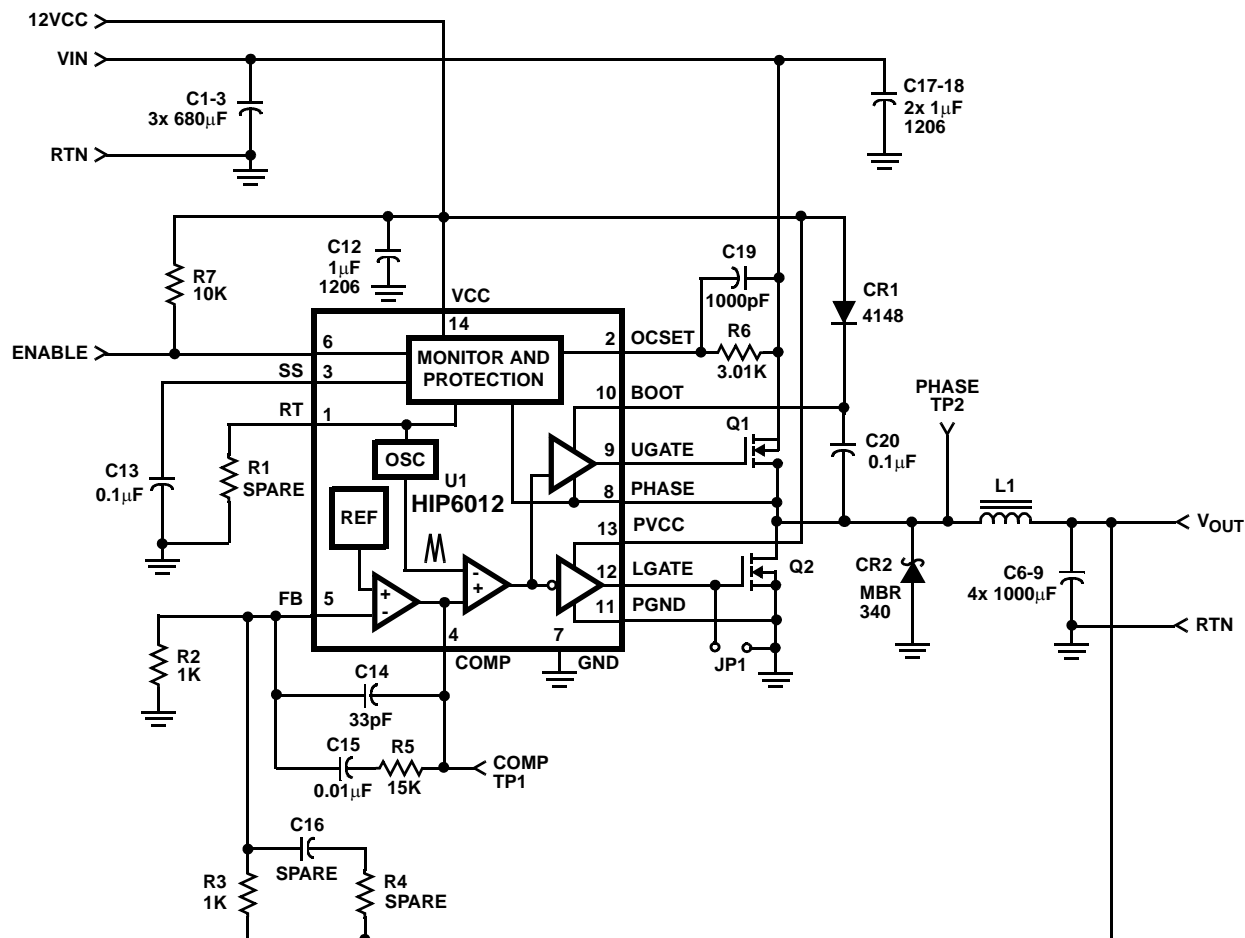 12VCC
VIN
C1-3
3x 680µF
RTN
C17-18
2x 1µF
1206
C12
1µF
1206
R7
10K
VCC
14
C19
1000pF
CR1
4148
ENABLE
6
MONITOR AND
PROTECTION
2
OCSET
R6
3.01K
SS
3
10
BOOT
PHASE
TP2
RT
1
Q1
OSC
9
UGATE
C20
0.1µF
C13
0.1µF
R1
SPARE
U1
HIP6012
8
PHASE
L1
REF
13
PVCC
VOUT
+
-
-
+
12
LGATE
Q2
CR2
MBR
340
C6-9
4x 1000µF
FB
5
11
PGND
RTN
4
COMP
7
GND
JP1
R2
1K
C14
33pF
C15
0.01µF
R5
15K
COMP
TP1
C16
SPARE
R3
1K
R4
SPARE